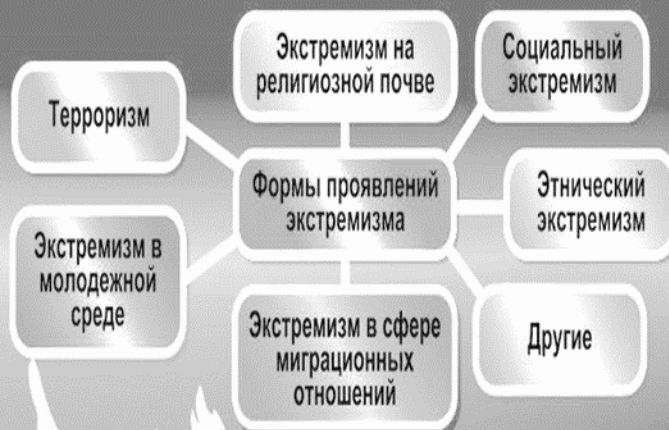 Экстремизм на
религиозной почве
Социальный
экстремизм
Терроризм
Формы проявлений
экстремизма
Этнический
экстремизм
Экстремизм в
молодежной
среде
Экстремизм в сфере
миграционных
отношений
Другие